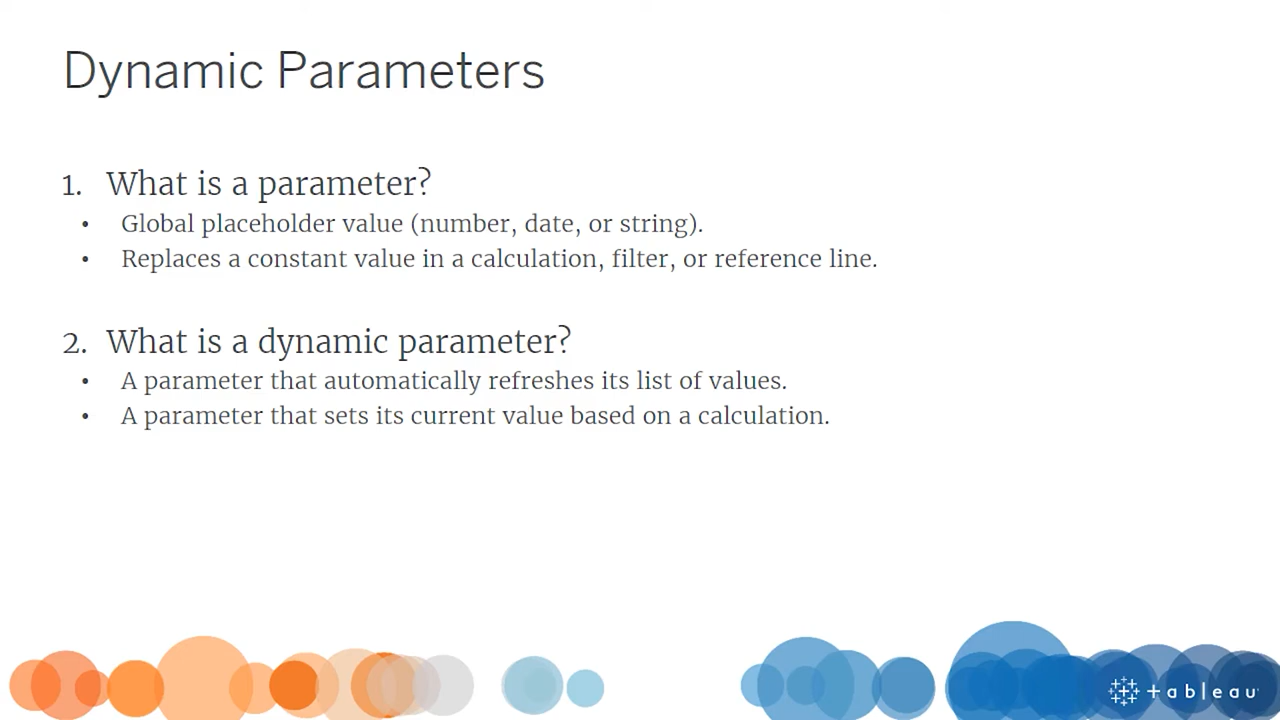 Dynamic Parameters
1. What is a parameter?
• Global placeholder value (number, date, or string).
• Replaces a constant value in a calculation, filter, or reference line.
2. What is a dynamic parameter?
• A parameter that automatically refreshes its list of values.
• A parameter that sets its current value based on a calculation.
+ableau